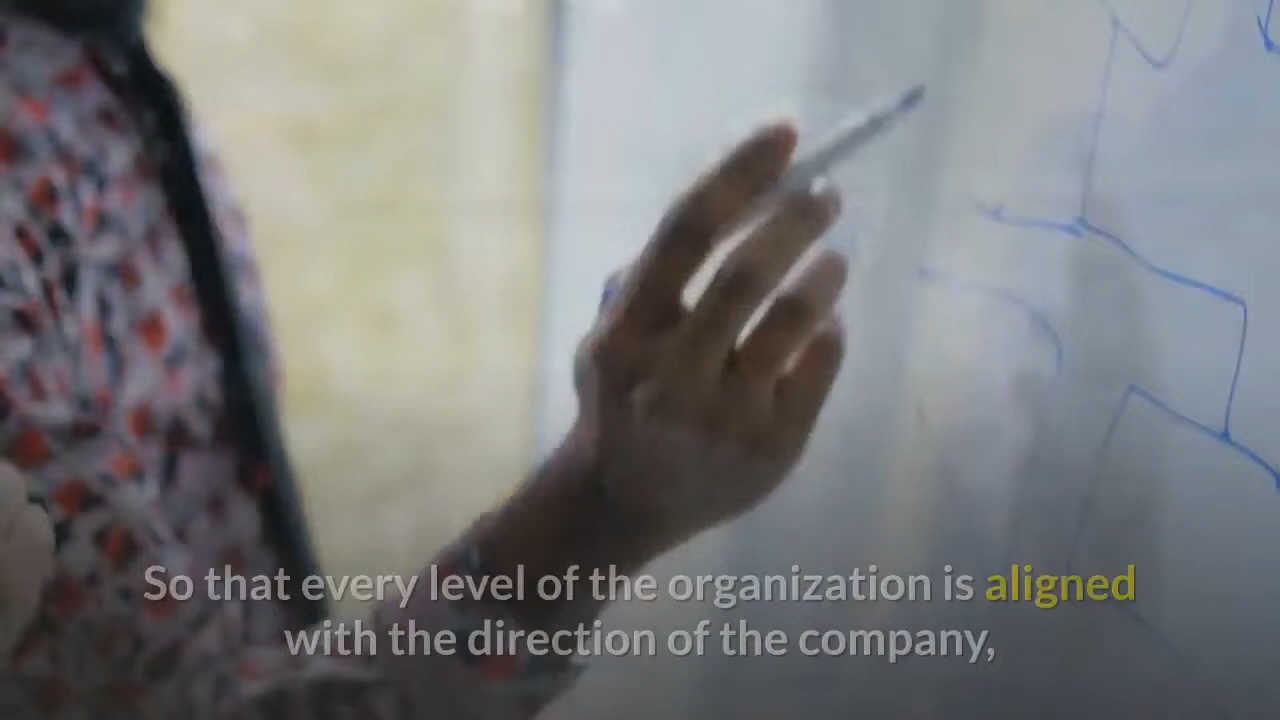 So that every level of the organization is aligned
with the direction of the company,